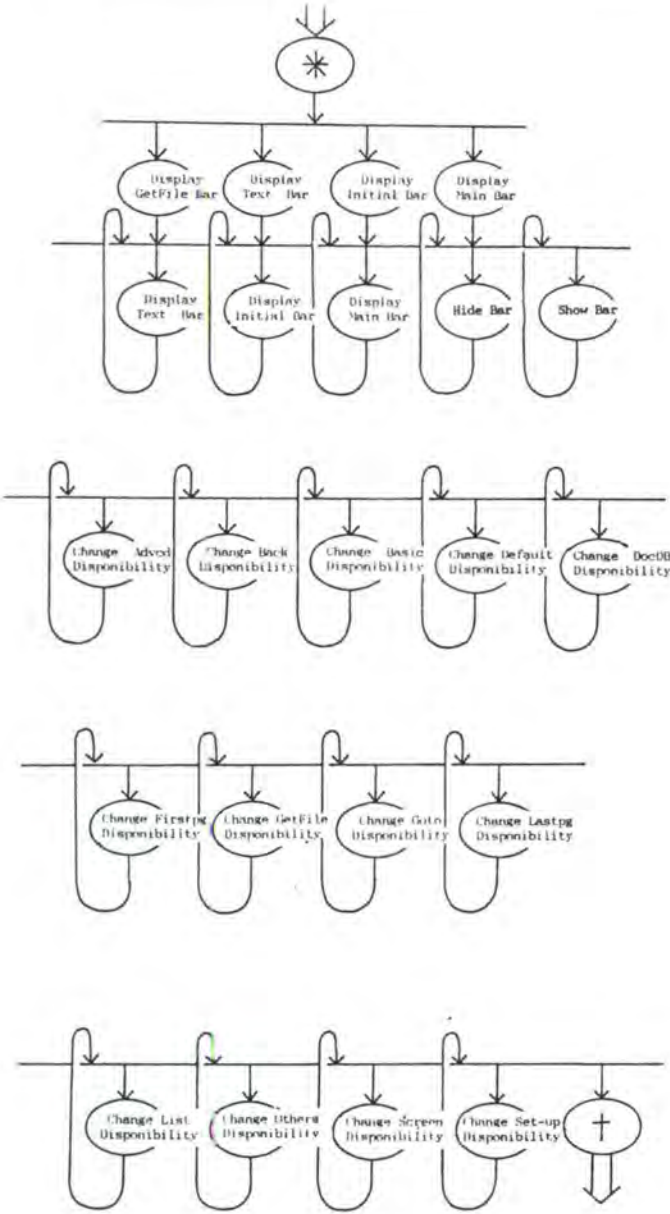 *
Display
GetFile Bar
Display
Text Bar
Display
Initial Bar
Display
Main Bar
Display
Text Bar
Display
Initial Bar
Display
Main Bar
Hide Bar
Show Bar
Change Advcd
Disponibility
Change Back
Disponibility
Change Basic
Disponibility
Change Default
Disponibility
Change DocDB
Disponibility
Change Firstpg
Disponibility
Change GetFile
Disponibility
Change Goto
Disponibility
Change Lastpg
Disponibility
Change List
Disponibility
Change Others
Disponibility
Change Screen
Disponibility
Change Set-up
Disponibility
†